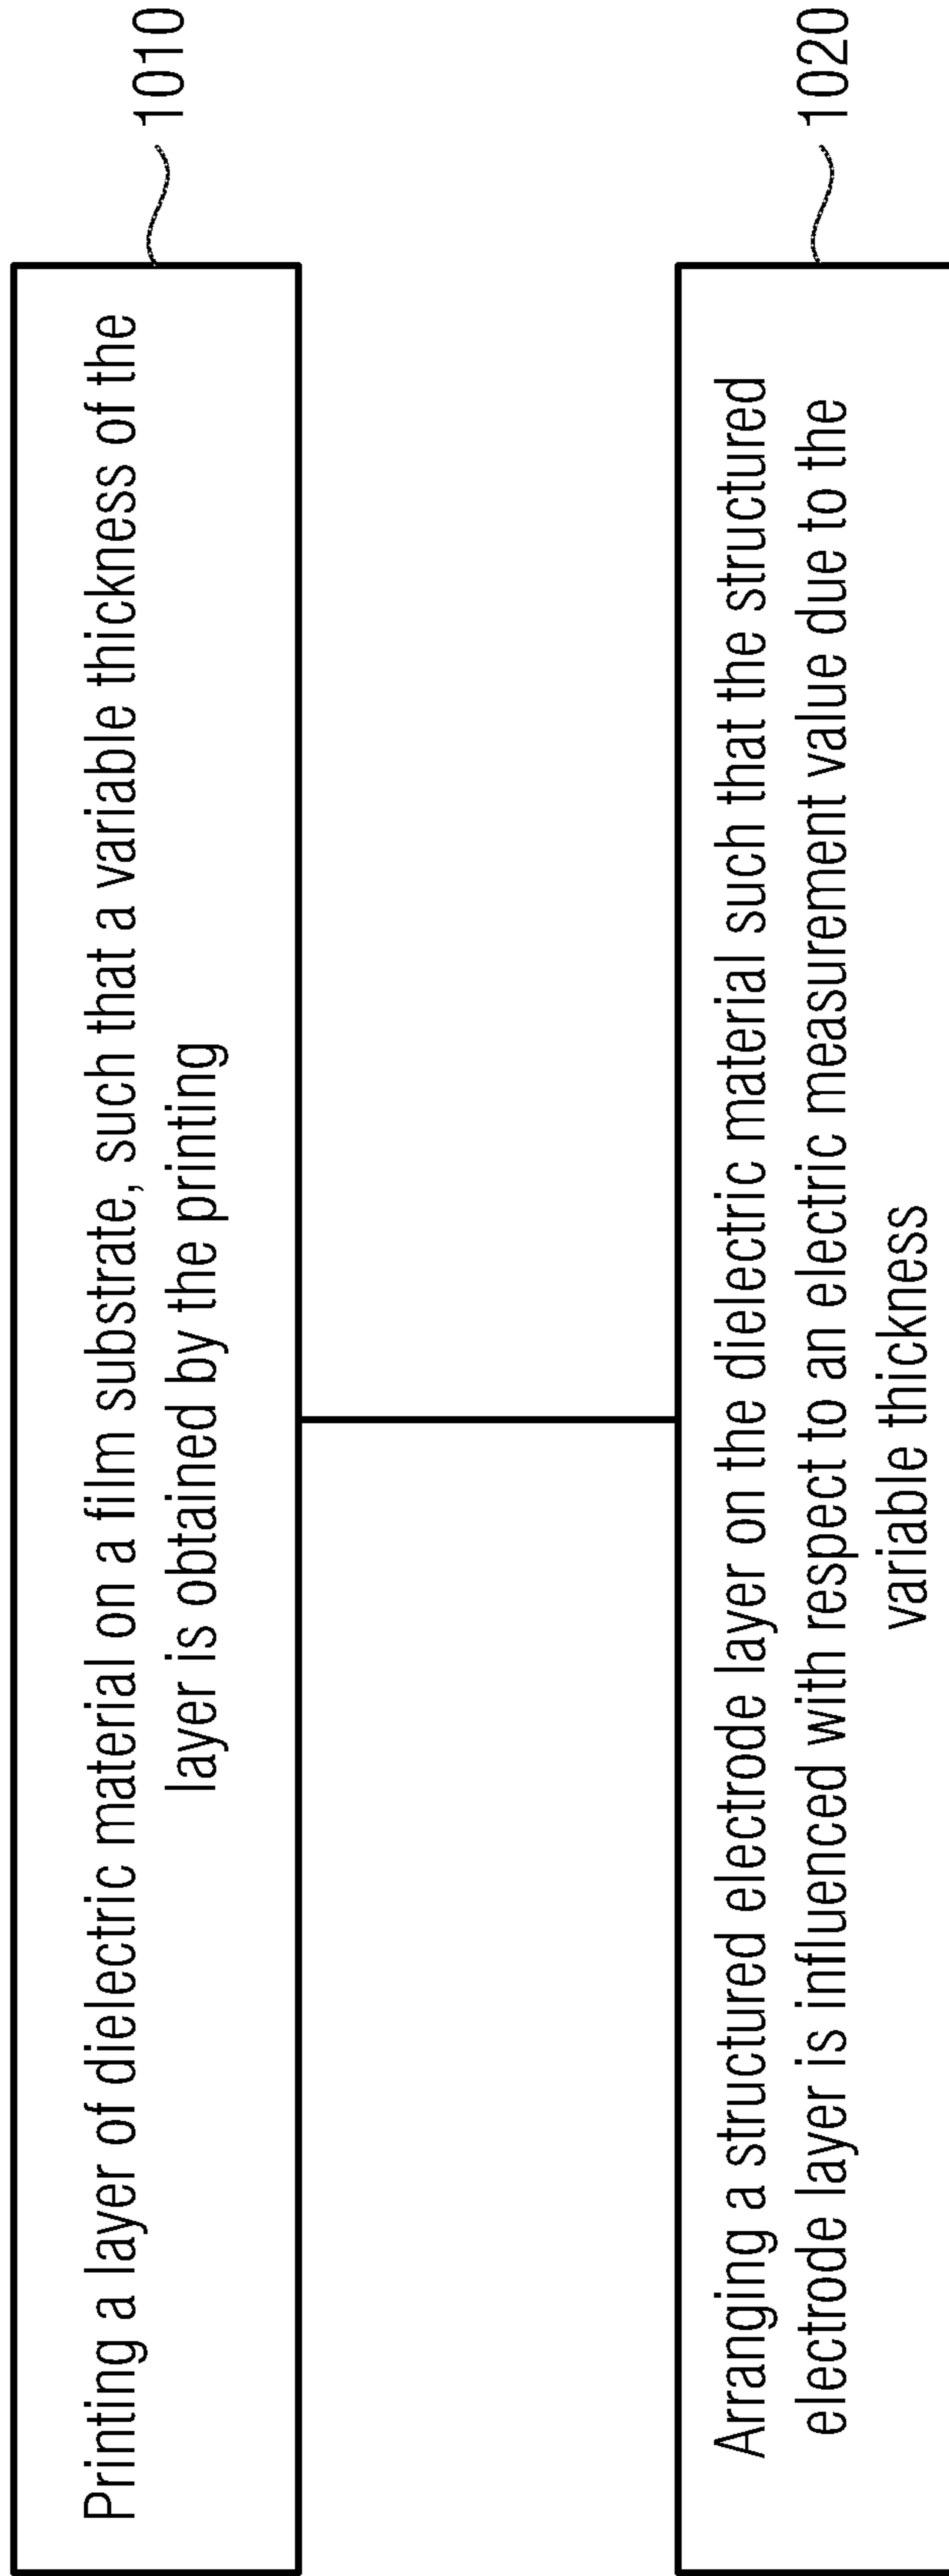 Printing a layer of dielectric material on a film substrate, such that a variable thickness of the
layer is obtained by the printing
1010
Arranging a structured electrode layer on the dielectric material such that the structured
electrode layer is influenced with respect to an electric measurement value due to the
variable thickness
1020